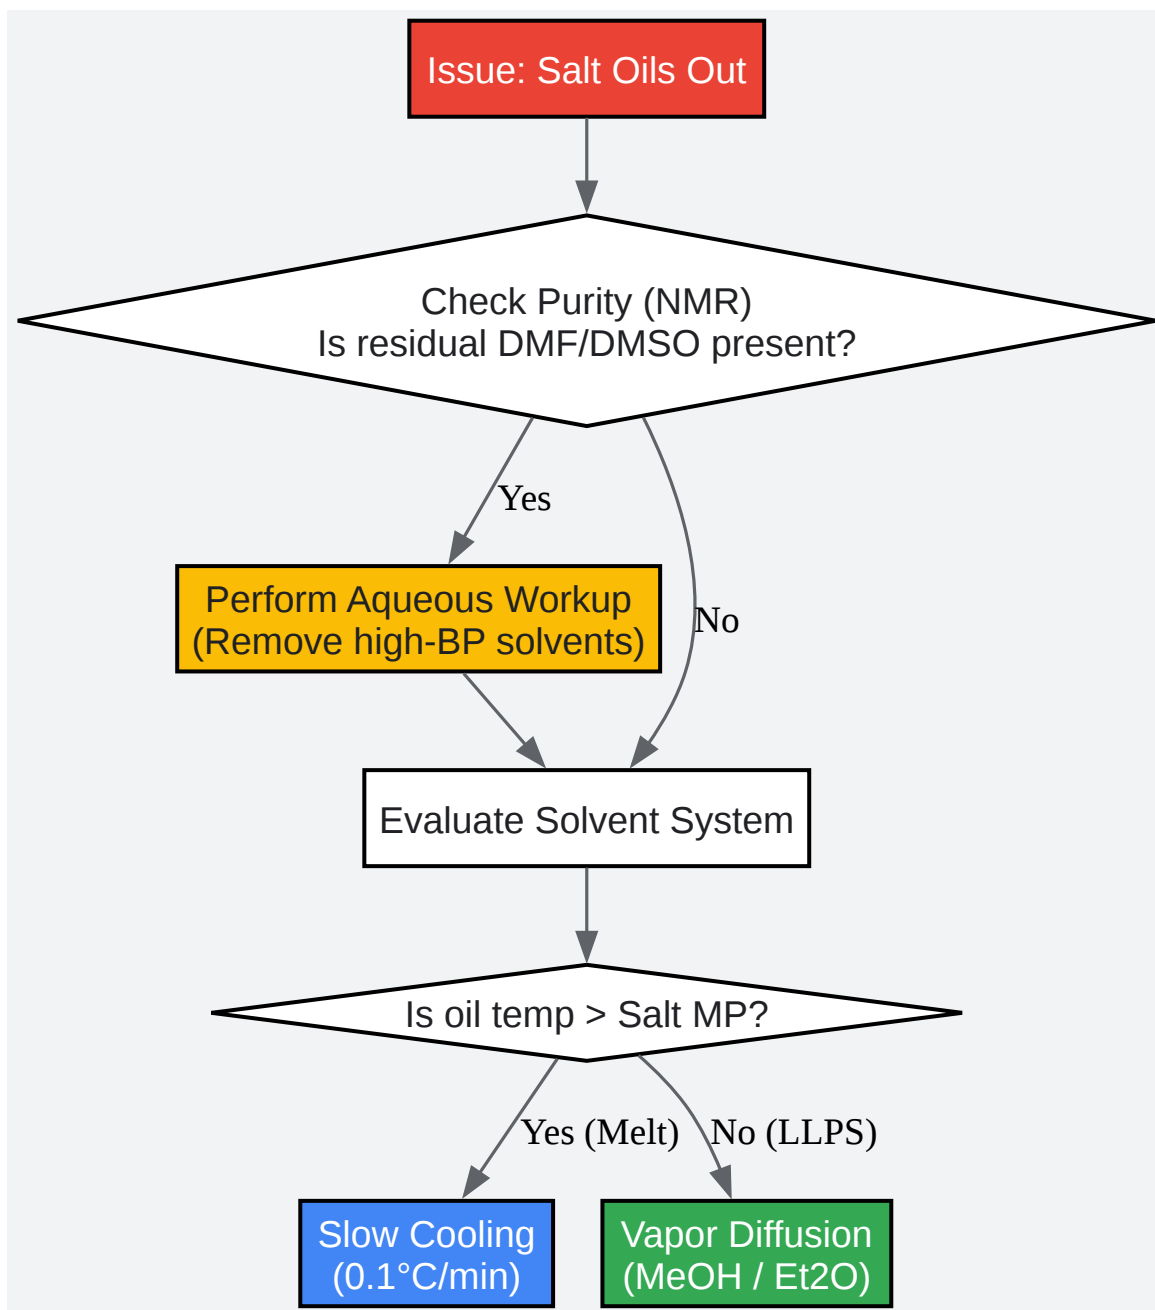 Issue: Salt Oils Out
Check Purity (NMR)
Is residual DMF/DMSO present?
Yes
Perform Aqueous Workup
(Remove high-BP solvents)
No
Evaluate Solvent System
Is oil temp > Salt MP?
Yes (Melt)
No (LLPS)
Slow Cooling
(0.1°C/min)
Vapor Diffusion
(MeOH / Et2O)